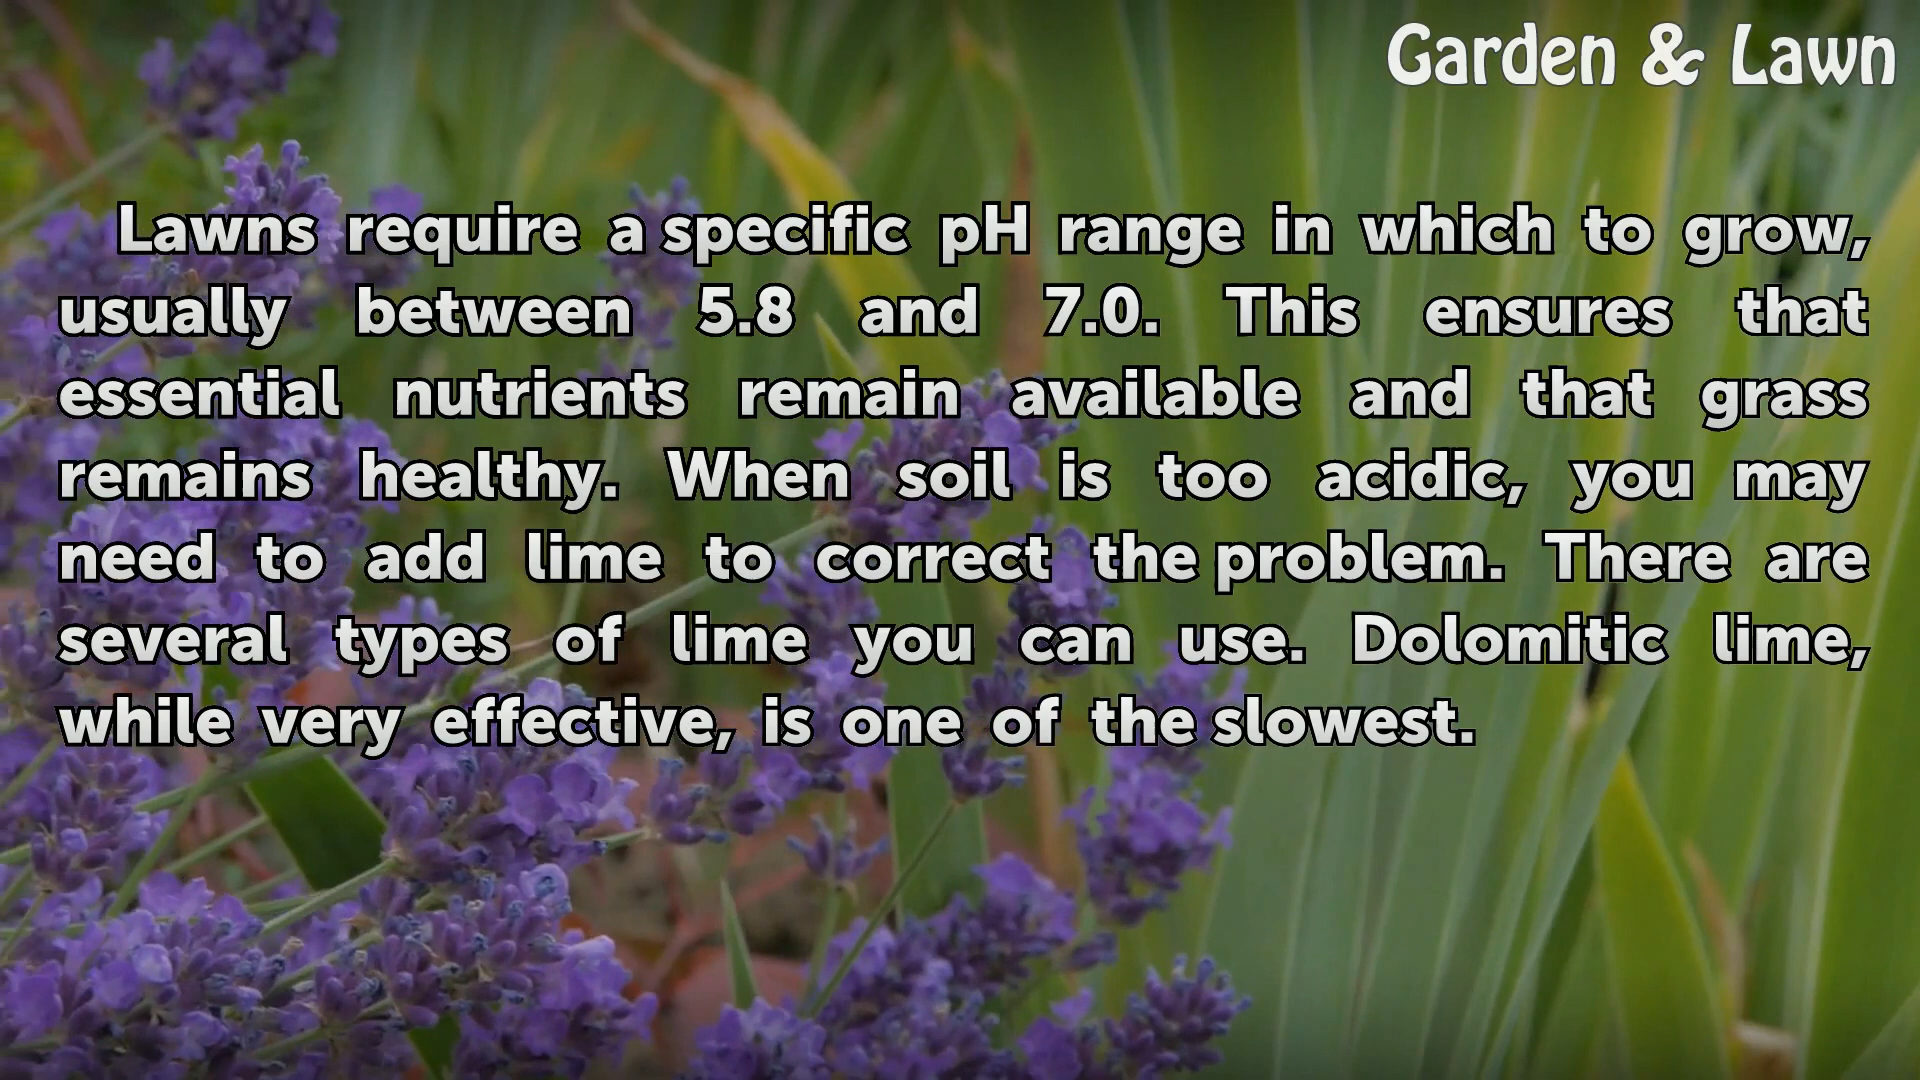 Garden & Lawn
Lawns require a specific pH range in which to grow,
usually between 5.8 and 7.0. This ensures that
essential nutrients remain available and that grass
remains healthy. When soil is too acidic, you may
need to add lime to correct the problem. There are
several types of lime you can use. Dolomitic lime,
while very effective, is one of the slowest.